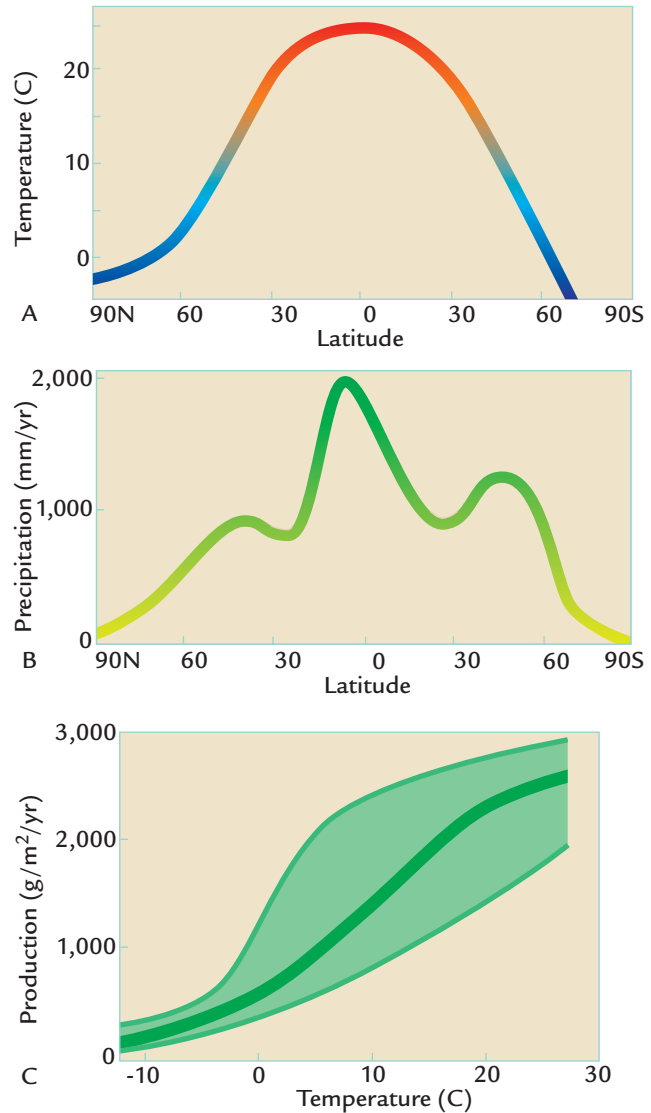 Temperature (C)
20
10
0
A
90N 60 30 0 30 60 90S
Latitude
Precipitation (mm/yr)
2,000
1,000
0
B
90N 60 30 0 30 60 90S
Latitude
Production (g/m²/yr)
3,000
2,000
1,000
0
C
-10 0 10 20 30
Temperature (C)